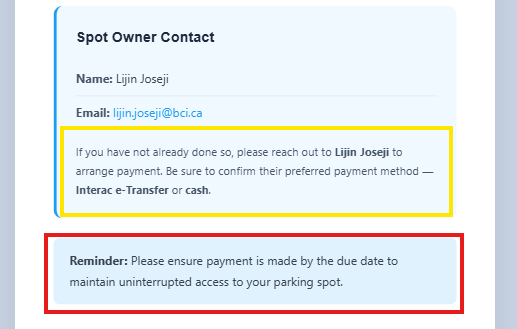 Spot Owner Contact
Name: Lijin Joseji
Email: lijin.joseji@bci.ca
If you have not already done so, please reach out to Lijin Joseji to
arrange payment. Be sure to confirm their preferred payment method —
Interac e-Transfer or cash.
Reminder: Please ensure payment is made by the due date to
maintain uninterrupted access to your parking spot.